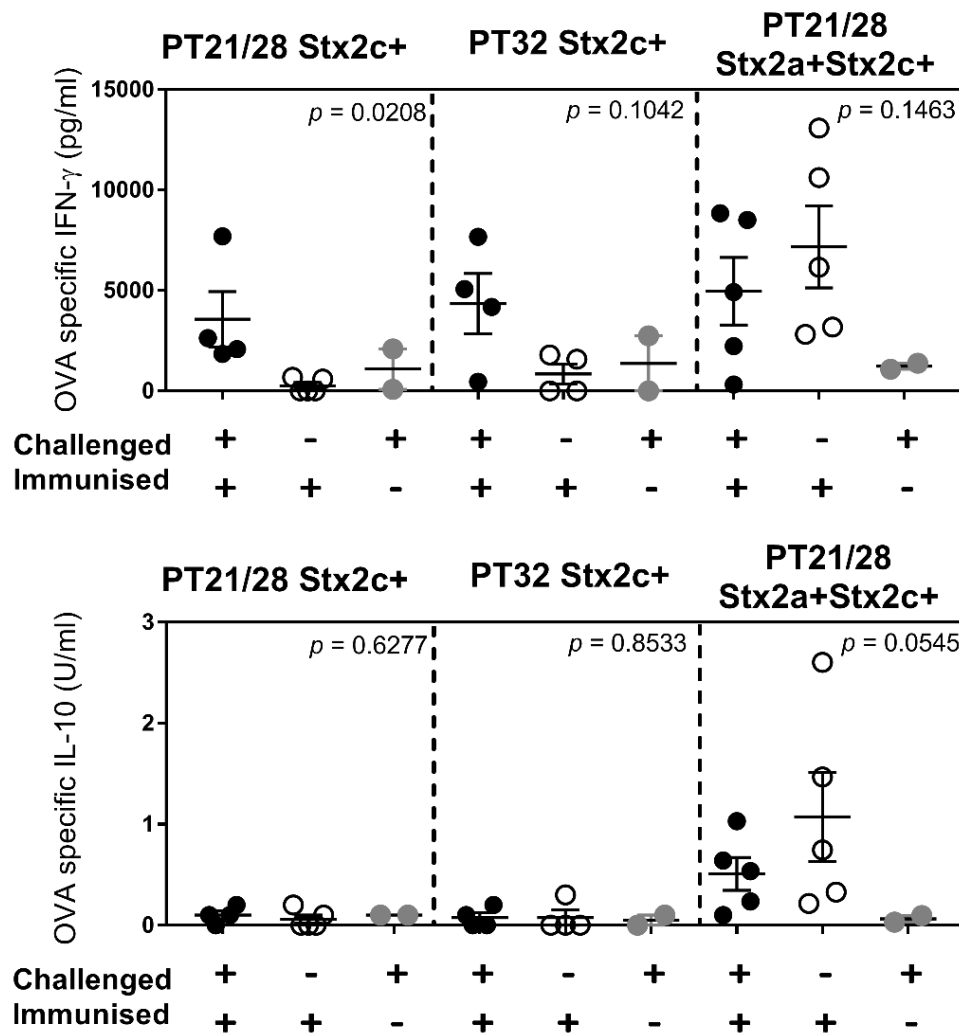 PT21/28 Stx2c+ PT32 Stx2c+ PT21/28
Stx2a+Stx2c+
OVA specific IFN-γ (pg/ml)
15000
10000
5000
0
p = 0.0208 p = 0.1042 p = 0.1463
Challenged + - + + - + + - +
Immunised + + - + + - + + -
PT21/28 Stx2c+ PT32 Stx2c+ PT21/28
Stx2a+Stx2c+
OVA specific IL-10 (U/ml)
3
2
1
0
p = 0.6277 p = 0.8533 p = 0.0545
Challenged + - + + - + + - +
Immunised + + - + + - + + -